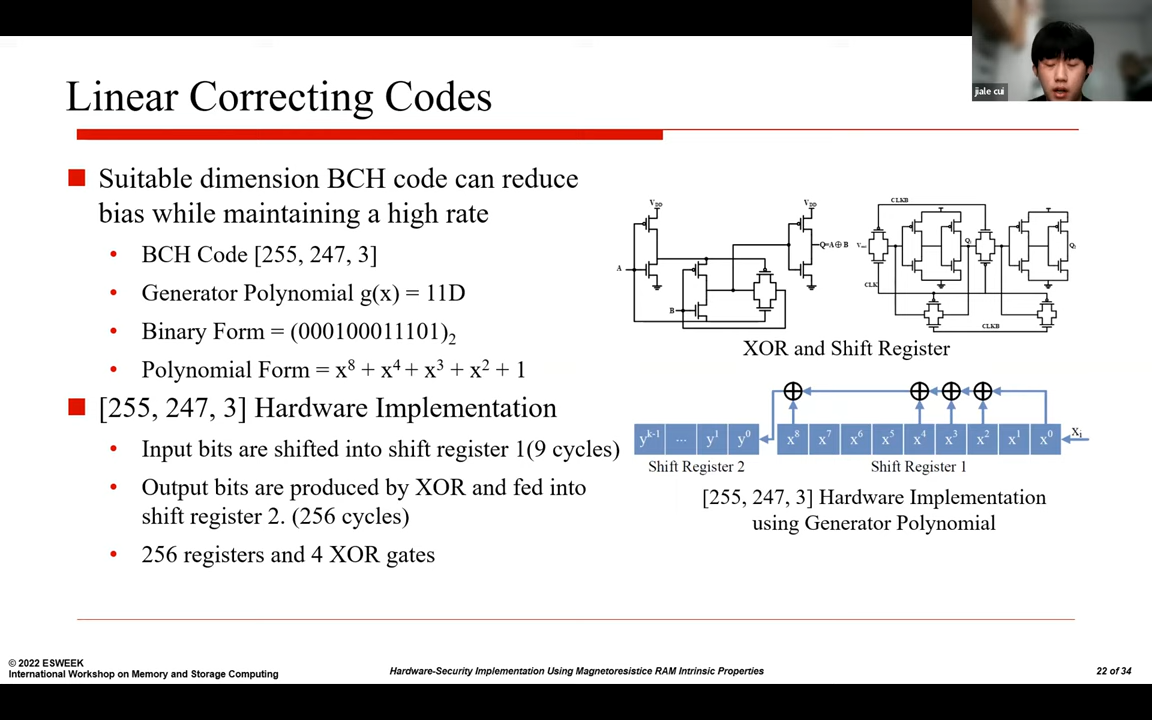 jiale cui
Linear Correcting Codes
■ Suitable dimension BCH code can reduce
bias while maintaining a high rate
• BCH Code [255, 247, 3]
• Generator Polynomial g(x) = 11D
• Binary Form = (000100011101)₂
• Polynomial Form = x⁸ + x⁴ + x³ + x² + 1
■ [255, 247, 3] Hardware Implementation
• Input bits are shifted into shift register 1(9 cycles)
• Output bits are produced by XOR and fed into
shift register 2. (256 cycles)
• 256 registers and 4 XOR gates
V_DD
V_DD
A
B
Q=A⊕B
CLKB
CLK
CLKB
XOR and Shift Register
yᵏ⁻¹ ... y¹ y⁰ x⁸ x⁷ x⁶ x⁵ x⁴ x³ x² x¹ x⁰ Xᵢ
Shift Register 2 Shift Register 1
[255, 247, 3] Hardware Implementation
using Generator Polynomial
© 2022 ESWEEK
International Workshop on Memory and Storage Computing
Hardware-Security Implementation Using Magnetoresistice RAM Intrinsic Properties
22 of 34